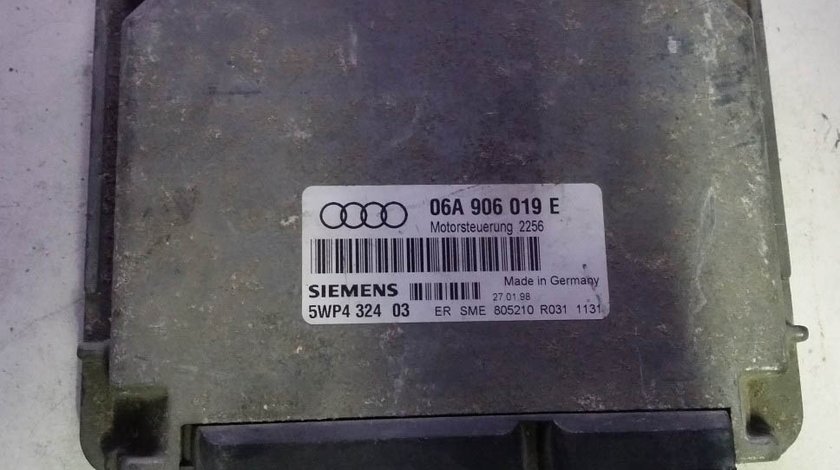 06A 906 019 E
Motorsteuerung 2256
Made in Germany
SIEMENS
27.01.98
5WP4 324 03 ER SME 805210 R031 1131